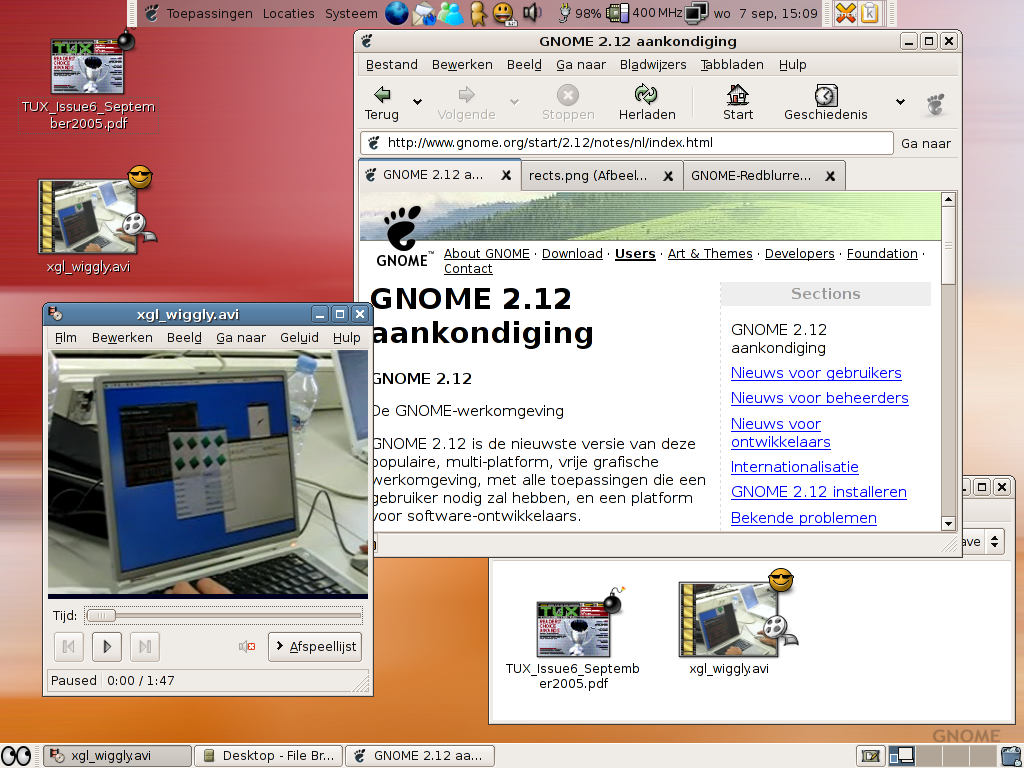 Toepassingen Locaties Systeem 98% 400 MHz wo 7 sep, 15:09
TUX_Issue6_Septem
ber2005.pdf
xgl_wiggly.avi
GNOME 2.12 aankondiging
Bestand Bewerken Beeld Ga naar Bladwijzers Tabbladen Hulp
Terug Volgende Stoppen Herladen Start Geschiedenis
http://www.gnome.org/start/2.12/notes/nl/index.html Ga naar
GNOME 2.12 a... rects.png (Afbeel... GNOME-Redblurre...
GNOME™
About GNOME · Download · Users · Art & Themes · Developers · Foundation ·
Contact
GNOME 2.12
aankondiging
GNOME 2.12
De GNOME-werkomgeving
GNOME 2.12 is de nieuwste versie van deze
populaire, multi-platform, vrije grafische
werkomgeving, met alle toepassingen die een
gebruiker nodig zal hebben, en een platform
voor software-ontwikkelaars.
Sections
GNOME 2.12
aankondiging
Nieuws voor gebruikers
Nieuws voor beheerders
Nieuws voor
ontwikkelaars
Internationalisatie
GNOME 2.12 installeren
Bekende problemen
xgl_wiggly.avi
Film Bewerken Beeld Ga naar Geluid Hulp
Tijd:
Afspeellijst
Paused 0:00 / 1:47
ave
TUX
TUX_Issue6_Septemb
er2005.pdf
xgl_wiggly.avi
GNOME
xgl_wiggly.avi Desktop - File Br... GNOME 2.12 aa...